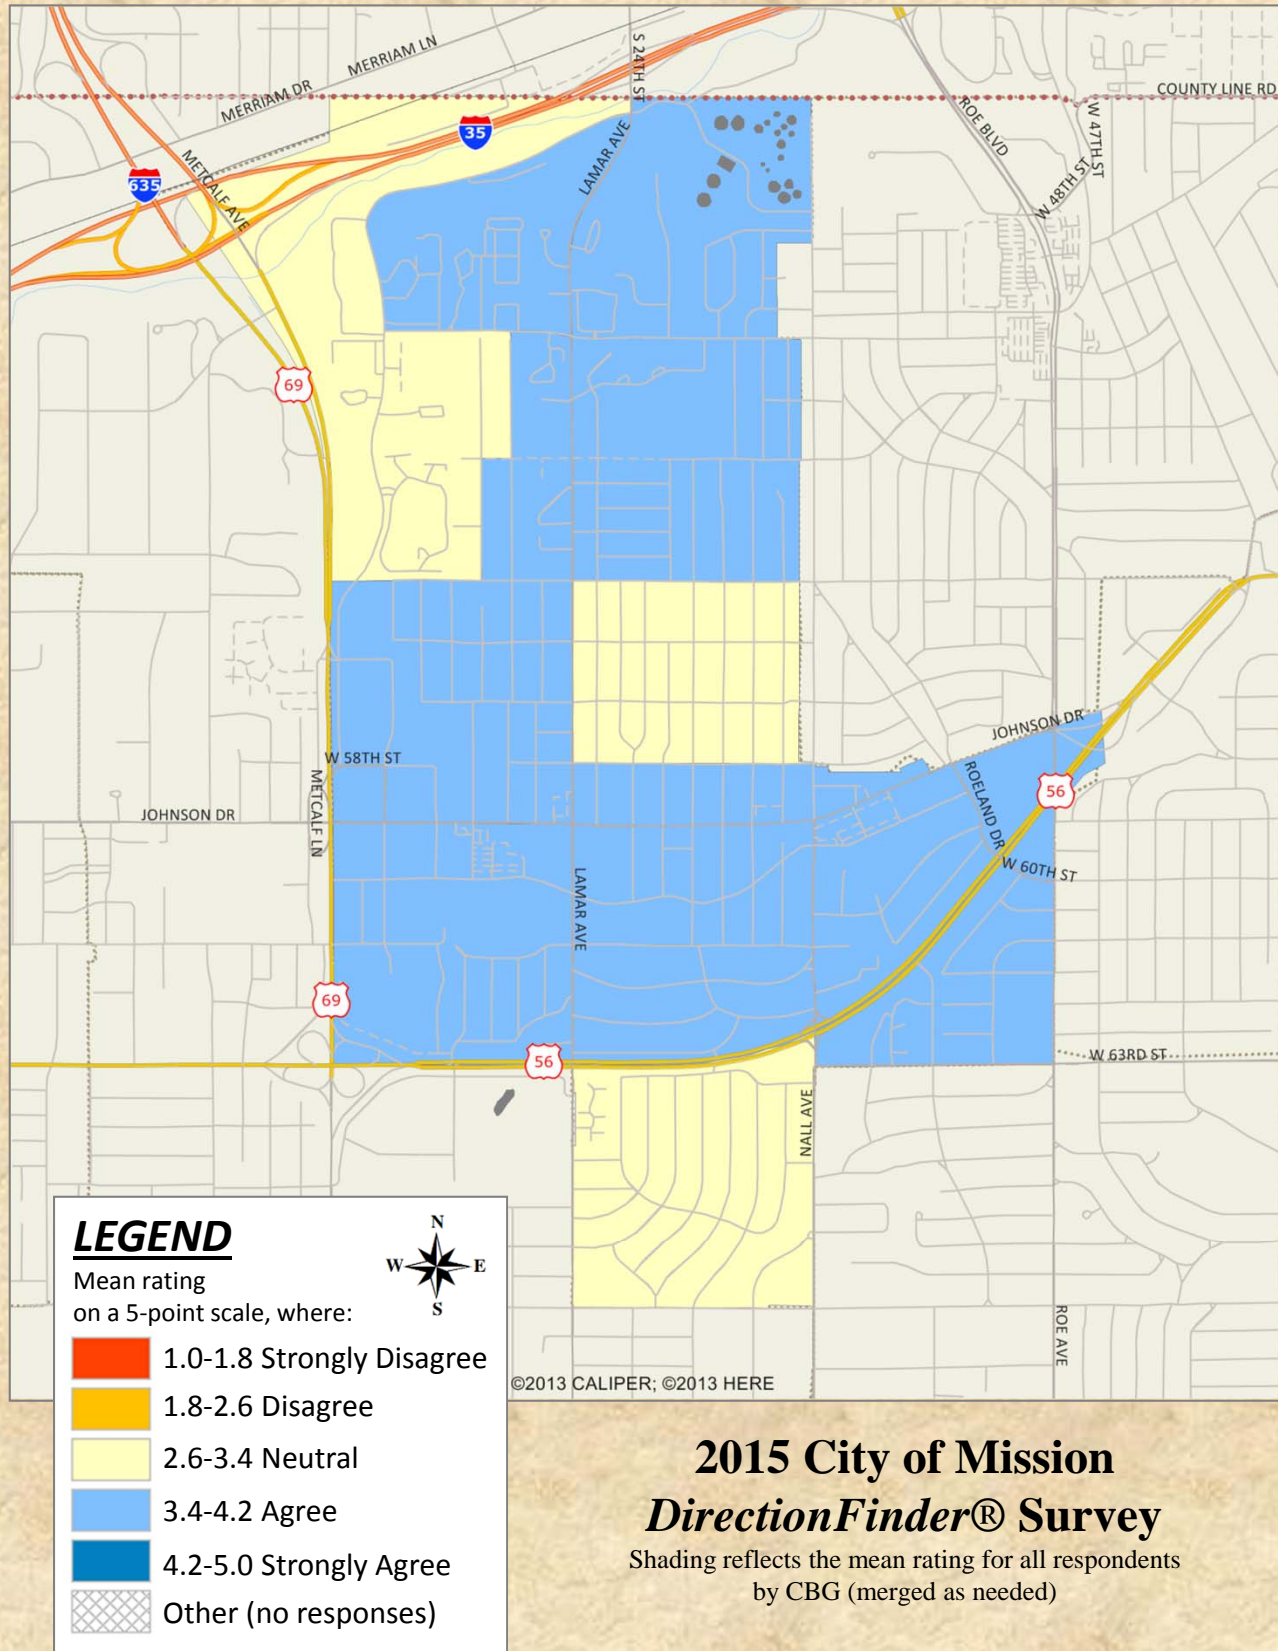 MERRIAM LN
MERRIAM DR
S 24TH ST
COUNTY LINE RD
35
635
METCALF AVE
LAMAR AVE
ROE BLVD
W 47TH ST
W 48TH ST
69
W 58TH ST
JOHNSON DR
METCALF LN
JOHNSON DR
ROELAND DR
56
W 60TH ST
LAMAR AVE
69
56
W 63RD ST
NALL AVE
ROE AVE
©2013 CALIPER; ©2013 HERE
LEGEND
N
W E
S
Mean rating
on a 5-point scale, where:
1.0-1.8 Strongly Disagree
1.8-2.6 Disagree
2.6-3.4 Neutral
3.4-4.2 Agree
4.2-5.0 Strongly Agree
Other (no responses)
2015 City of Mission
DirectionFinder® Survey
Shading reflects the mean rating for all respondents
by CBG (merged as needed)